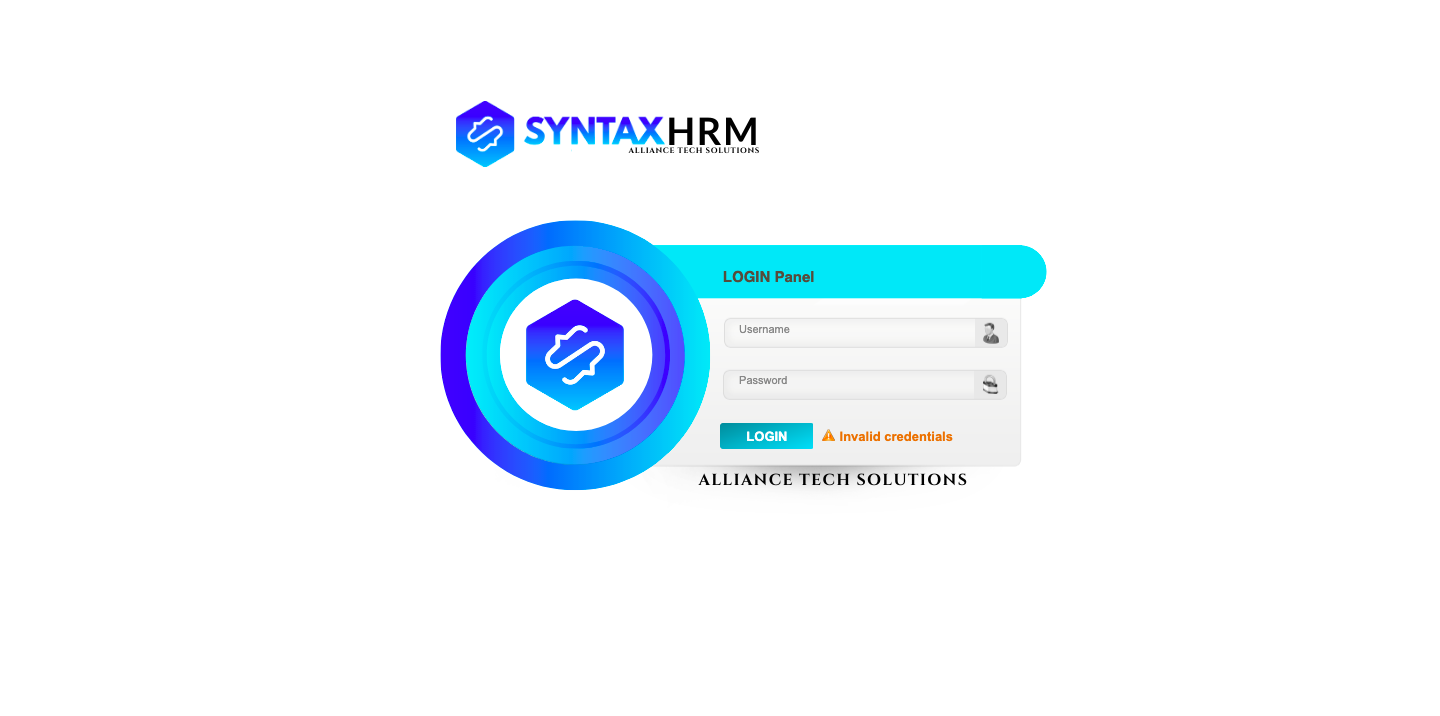 SYNTAXHRM
ALLIANCE TECH SOLUTIONS
LOGIN Panel
Username
Password
LOGIN Invalid credentials
ALLIANCE TECH SOLUTIONS